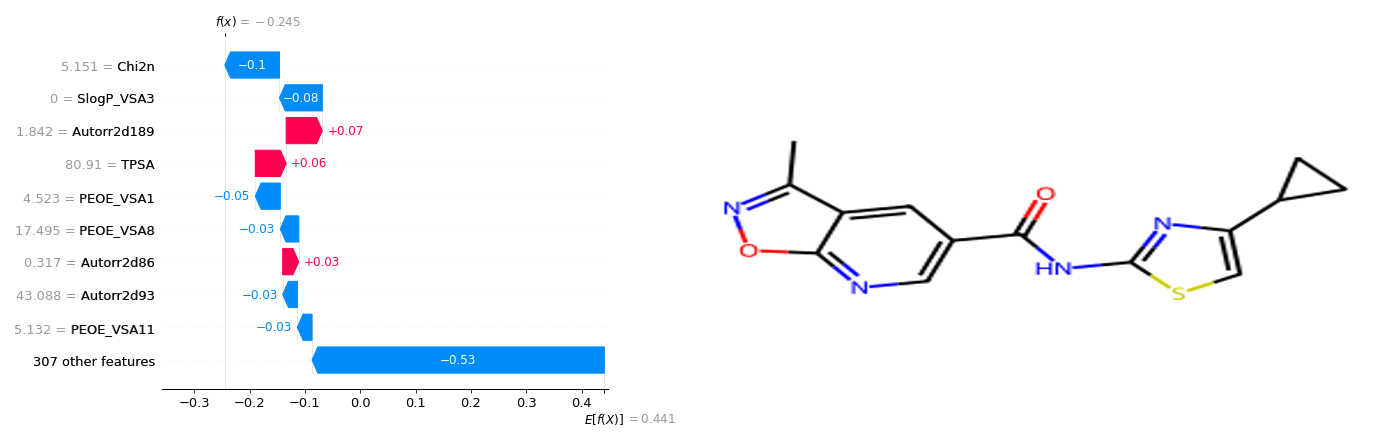 f(x) = −0.245
5.151 = Chi2n
−0.1
0 = SlogP_VSA3
−0.08
1.842 = Autorr2d189
+0.07
80.91 = TPSA
+0.06
4.523 = PEOE_VSA1
−0.05
17.495 = PEOE_VSA8
−0.03
0.317 = Autorr2d86
+0.03
43.088 = Autorr2d93
−0.03
5.132 = PEOE_VSA11
−0.03
307 other features
−0.53
−0.3 −0.2 −0.1 0.0 0.1 0.2 0.3 0.4
E[f(X)] = 0.441
N
O
N
O
HN
N
S